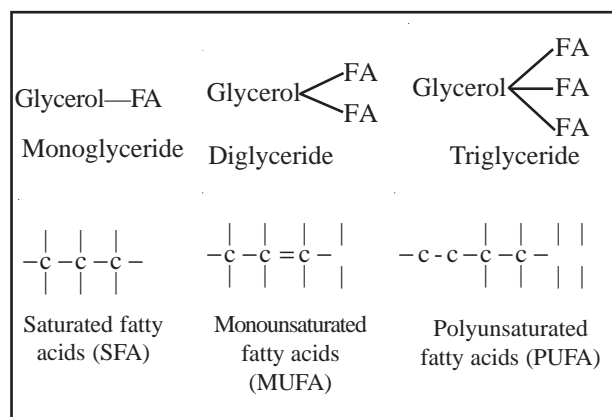 Glycerol—FA
Monoglyceride
Glycerol
FA
FA
Diglyceride
Glycerol
FA
FA
FA
Triglyceride
–c–c–c–
Saturated fatty
acids (SFA)
–c–c=c–
Monounsaturated
fatty acids
(MUFA)
–c-c–c–c–
Polyunsaturated
fatty acids (PUFA)